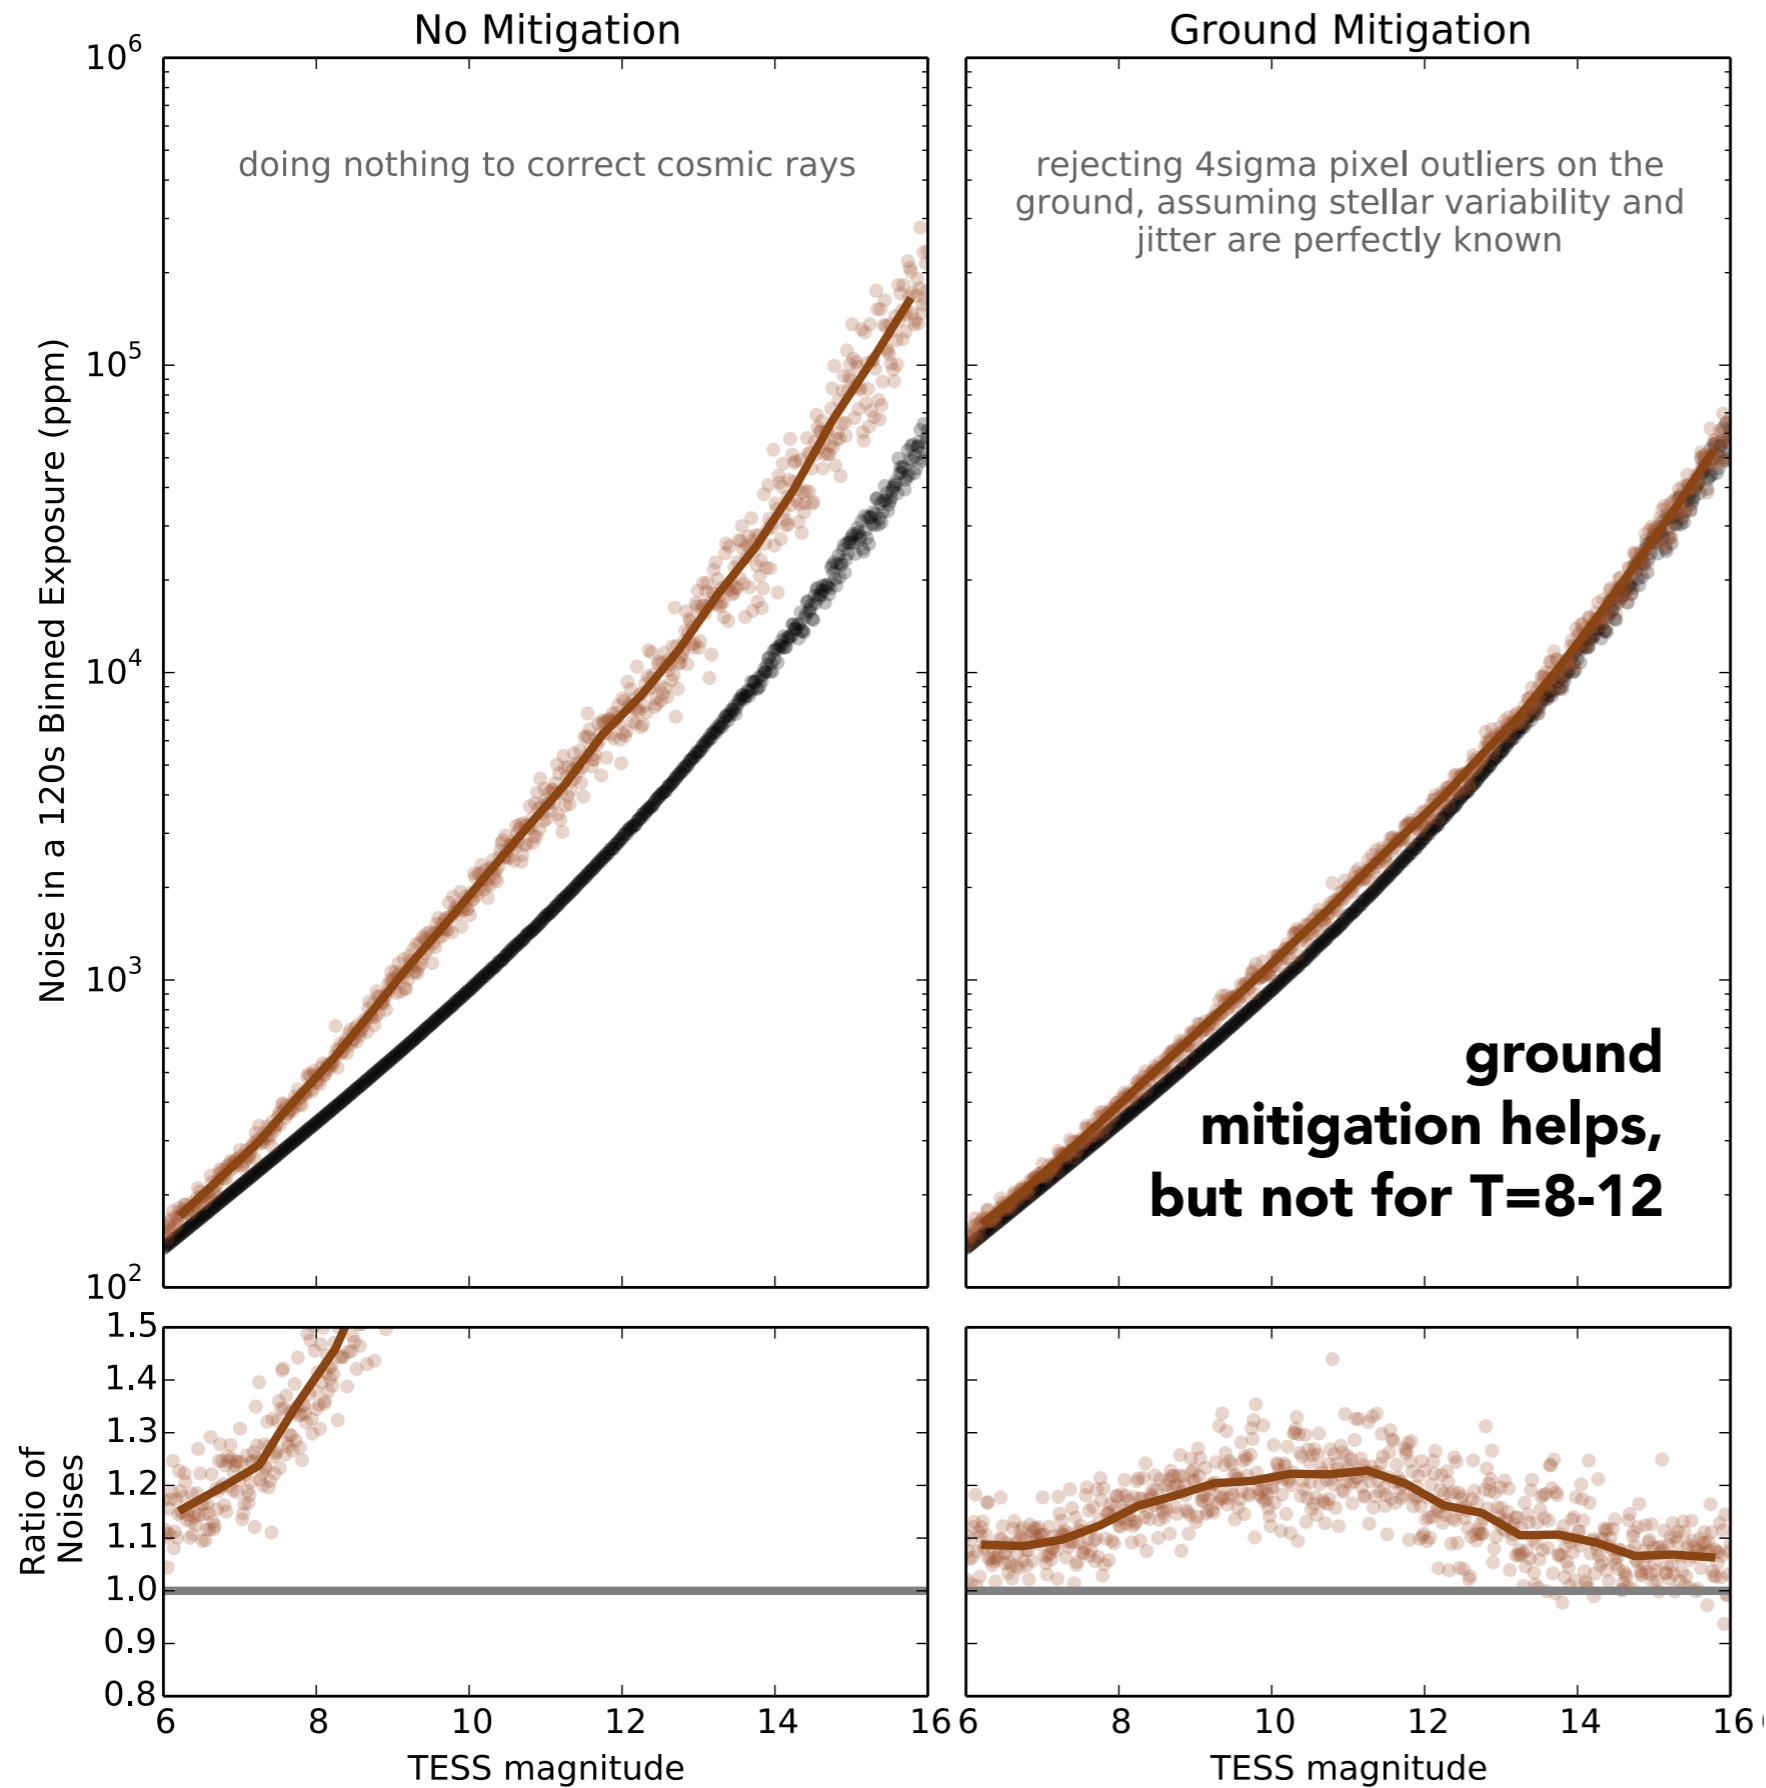 No Mitigation
Ground Mitigation
10^6
10^5
10^4
10^3
10^2
Noise in a 120s Binned Exposure (ppm)
doing nothing to correct cosmic rays
rejecting 4sigma pixel outliers on the
ground, assuming stellar variability and
jitter are perfectly known
ground
mitigation helps,
but not for T=8-12
1.5
1.4
1.3
1.2
1.1
1.0
0.9
0.8
Ratio of
Noises
6 8 10 12 14 16
6 8 10 12 14 16
TESS magnitude
TESS magnitude